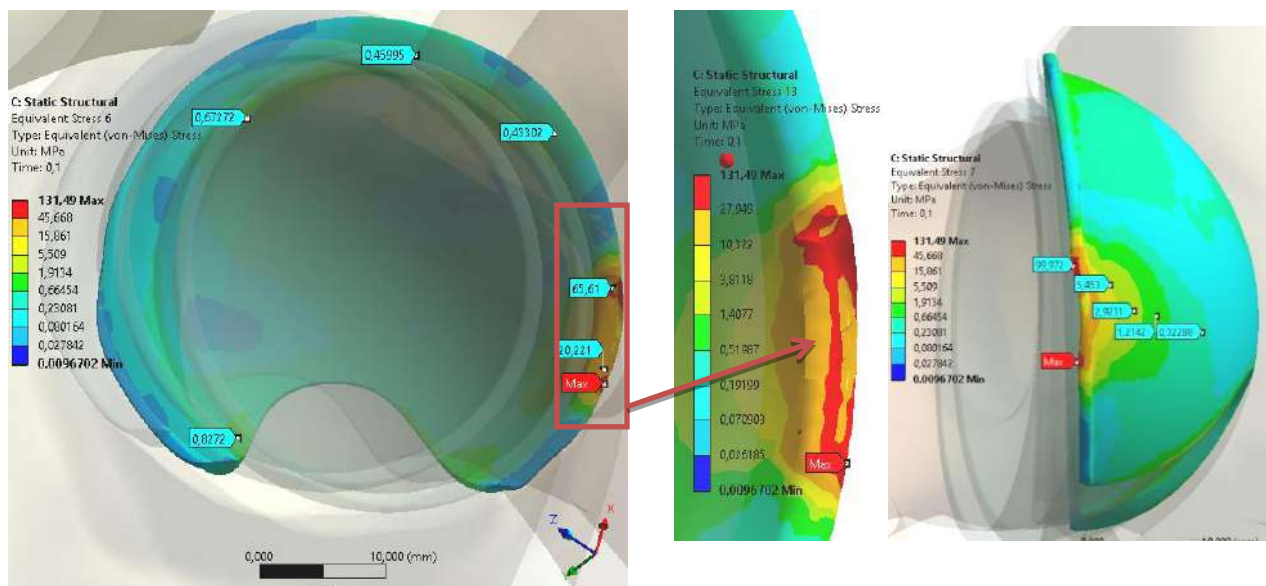 C: Static Structural
Equivalent Stress 6
Type: Equivalent (von-Mises) Stress
Unit: MPa
Time: 0,1
131,49 Max
45,668
15,861
5,509
1,9134
0,66454
0,23081
0,080164
0,027842
0.0096702 Min
0,45995
0,67272
0,43302
65,61
20,221
Max
0,8272
Z
X
0,000
10,000 (mm)
C: Static Structural
Equivalent Stress 13
Type: Equivalent (von-Mises) Stress
Unit: MPa
Time: 0,1
131,49 Max
27,948
10,322
3,8118
1,4077
0,51987
0,19199
0,070903
0,026185
0.0096702 Min
Max
C: Static Structural
Equivalent Stress 7
Type: Equivalent (von-Mises) Stress
Unit: MPa
Time: 0,1
131,49 Max
45,668
15,861
5,509
1,9134
0,66454
0,23081
0,080164
0,027842
0.0096702 Min
99,972
5,453
1,2142
0,32288
Max